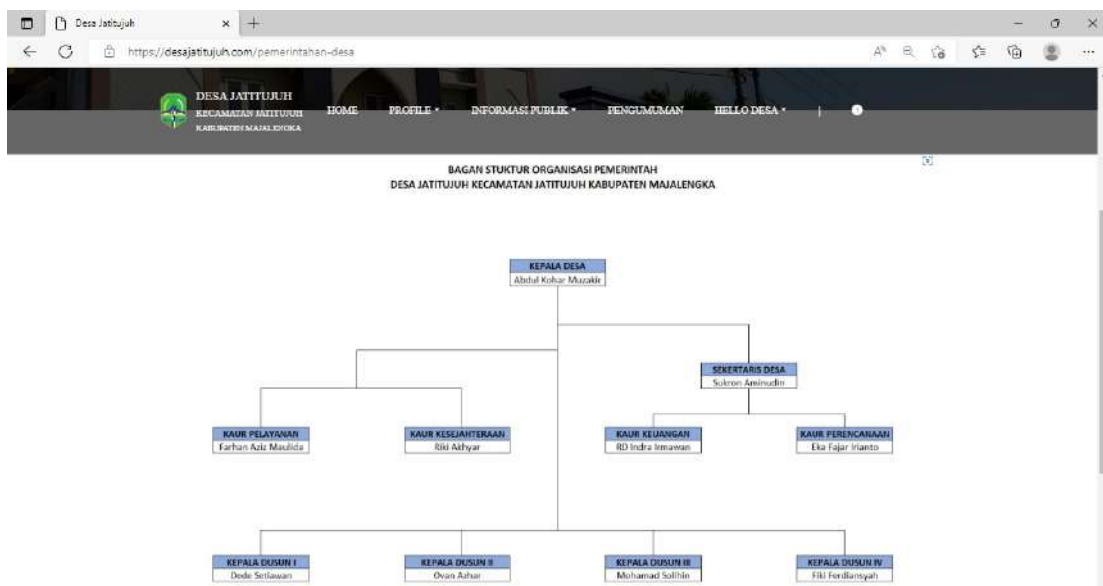 Desa Jatitujuh
https://desajatitujuh.com/pemerintahan-desa
DESA JATITUJUH
KECAMATAN JATITUJUH
KABUPATEN MAJALENGKA
HOME PROFILE INFORMASI PUBLIK PENGUMUMAN HELLO DESA |
BAGAN STUKTUR ORGANISASI PEMERINTAH
DESA JATITUJUH KECAMATAN JATITUJUH KABUPATEN MAJALENGKA
KEPALA DESA
Abdul Kohar Muzakir
SEKERTARIS DESA
Sukron Aminudin
KAUR PELAYANAN
Farhan Aziz Maulida
KAUR KESEJAHTERAAN
Riki Akhyar
KAUR KEUANGAN
RD Indra Irmawan
KAUR PERENCANAAN
Eka Fajar Irianto
KEPALA DUSUN I
Dede Setiawan
KEPALA DUSUN II
Ovan Azhar
KEPALA DUSUN III
Mohamad Solihin
KEPALA DUSUN IV
Fiki Ferdiansyah